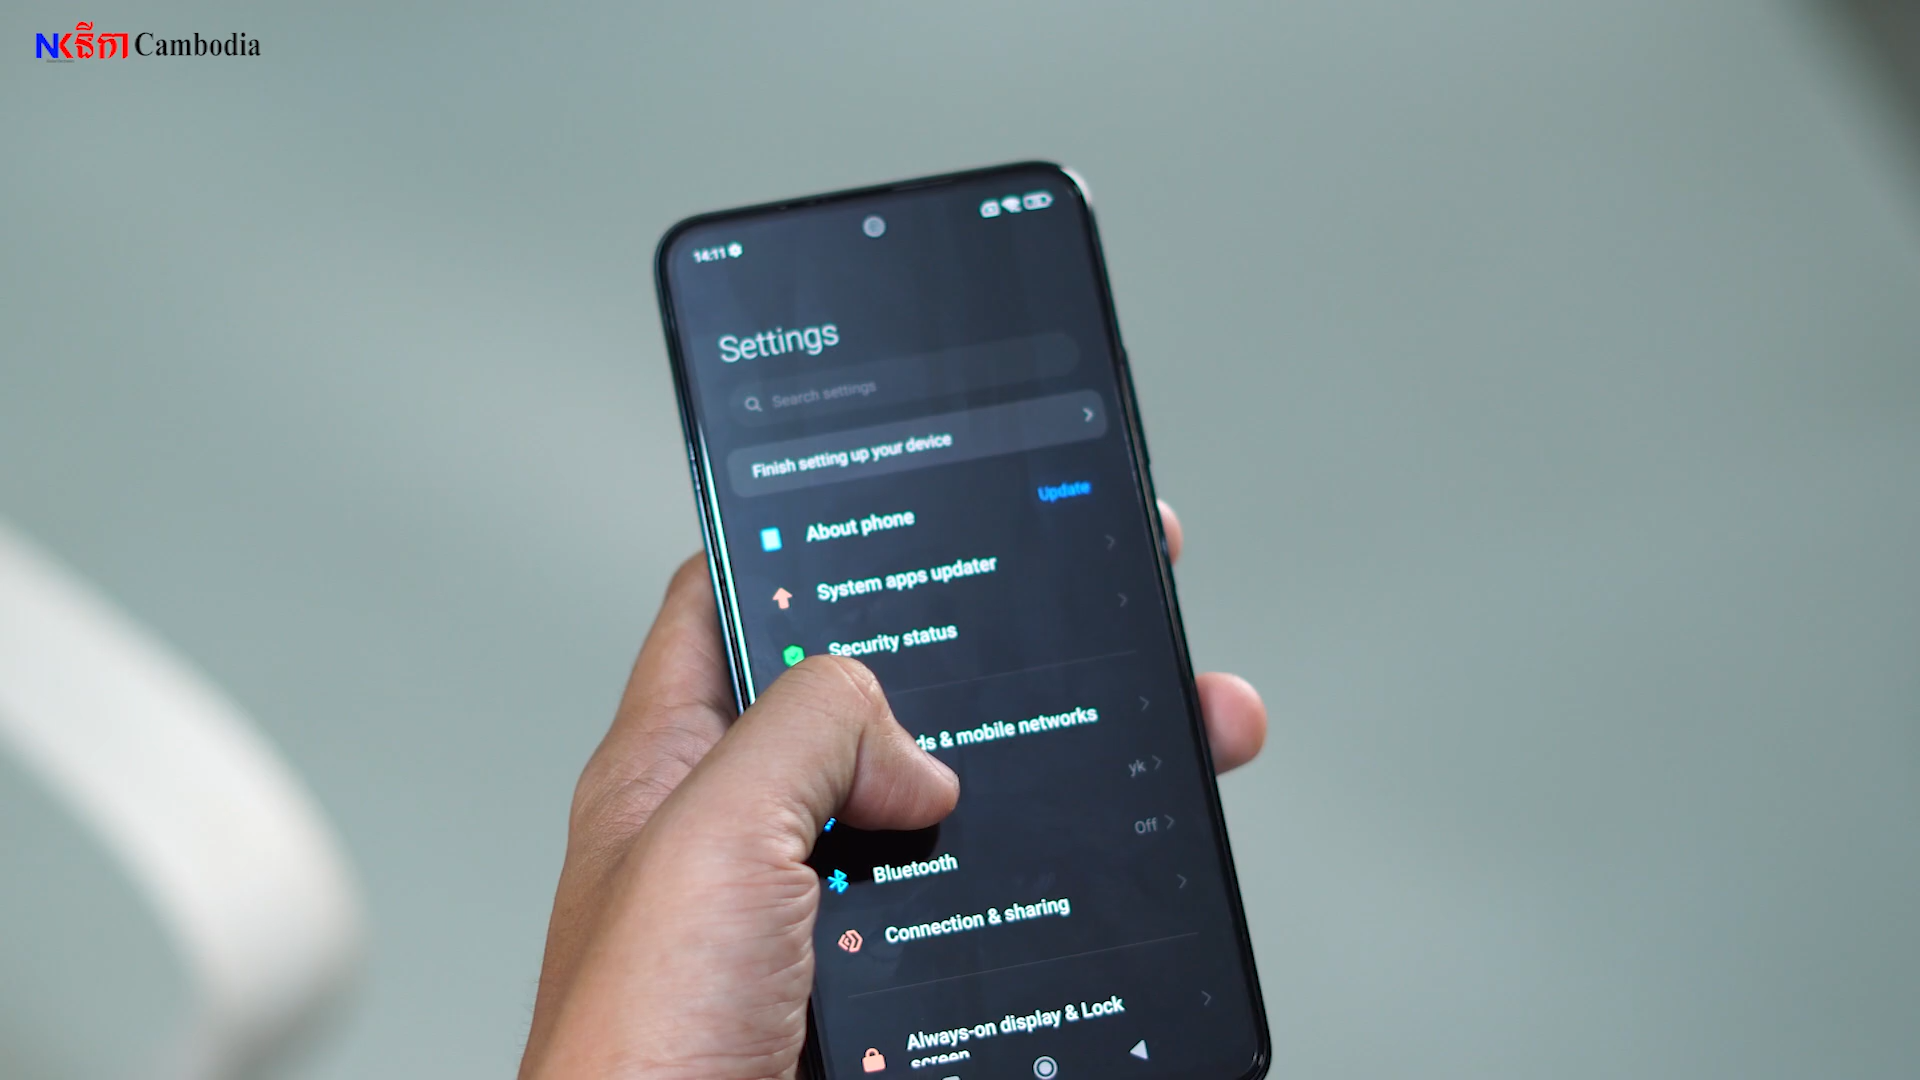 NKនីកា Cambodia
14:11
Settings
Search settings
Finish setting up your device
About phone
Update
System apps updater
Security status
ds & mobile networks
yk
Off
Bluetooth
Connection & sharing
Always-on display & Lock
screen